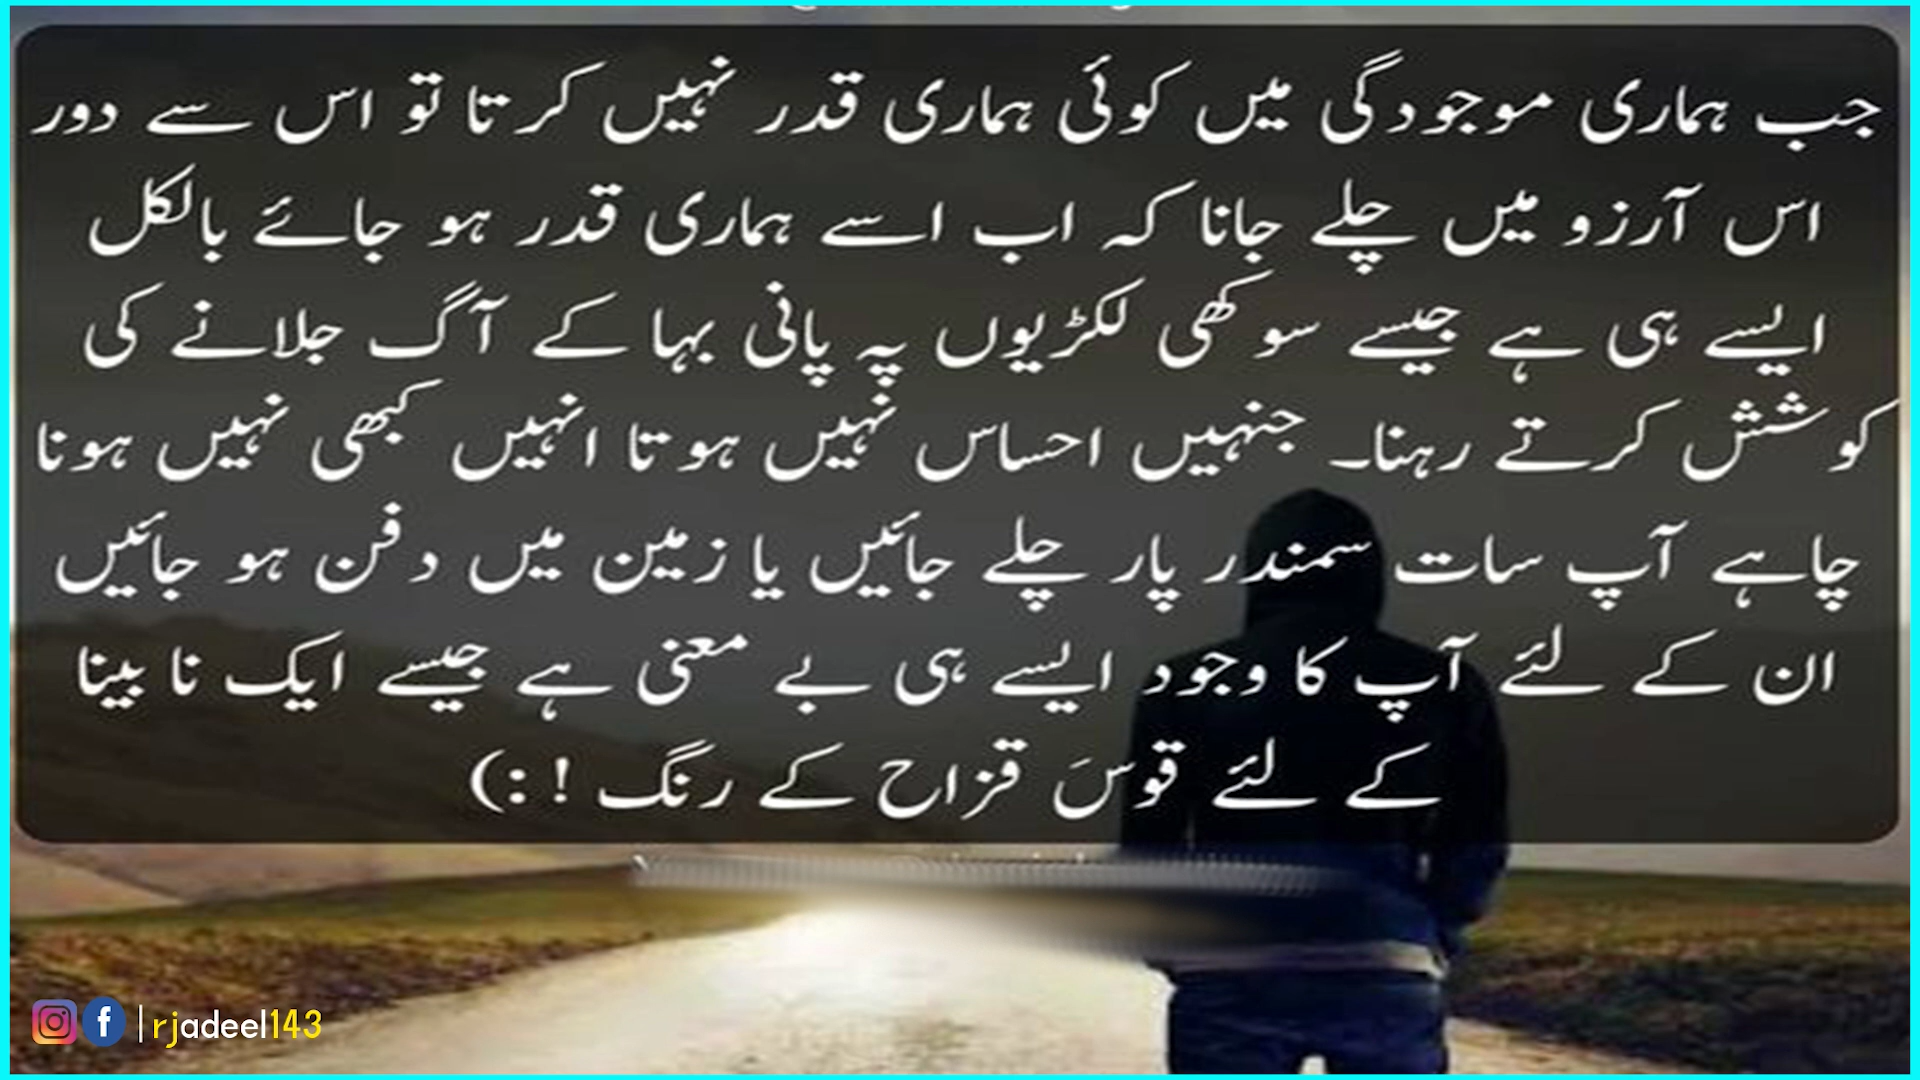 جب ہماری موجودگی میں کوئی ہماری قدر نہیں کرتا تو اس سے دور
اس آرزو میں چلے جانا کہ اب اسے ہماری قدر ہو جائے بالکل
ایسے ہی ہے جیسے سوکھی لکڑیوں پہ پانی بہا کے آگ جلانے کی
کوشش کرتے رہنا۔ جنہیں احساس نہیں ہوتا انہیں کبھی نہیں ہونا
چاہے آپ سات سمندر پار چلے جائیں یا زمین میں دفن ہو جائیں
ان کے لئے آپ کا وجود ایسے ہی بے معنی ہے جیسے ایک نا بینا
کے لئے قوسَ قزاح کے رنگ ! :)
|rjadeel143